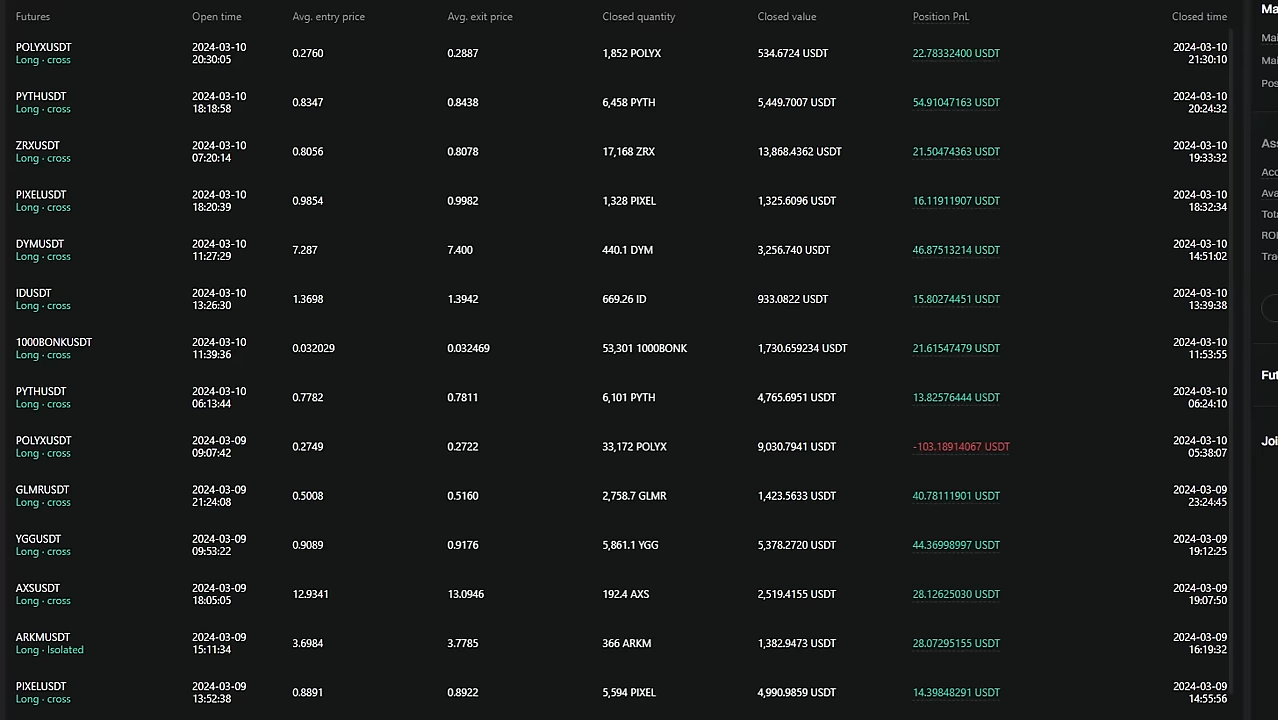 Futures Open time Avg. entry price Avg. exit price Closed quantity Closed value Position PnL Closed time
POLYXUSDT 2024-03-10 0.2760 0.2887 1,852 POLYX 534.6724 USDT 22.78332400 USDT 2024-03-10
Long · cross 20:30:05 21:30:10
PYTHUSDT 2024-03-10 0.8347 0.8438 6,458 PYTH 5,449.7007 USDT 54.91047163 USDT 2024-03-10
Long · cross 18:18:58 20:24:32
ZRXUSDT 2024-03-10 0.8056 0.8078 17,168 ZRX 13,868.4362 USDT 21.50474363 USDT 2024-03-10
Long · cross 07:20:14 19:33:32
PIXELUSDT 2024-03-10 0.9854 0.9982 1,328 PIXEL 1,325.6096 USDT 16.11911907 USDT 2024-03-10
Long · cross 18:20:39 18:32:34
DYMUSDT 2024-03-10 7.287 7.400 440.1 DYM 3,256.740 USDT 46.87513214 USDT 2024-03-10
Long · cross 11:27:29 14:51:02
IDUSDT 2024-03-10 1.3698 1.3942 669.26 ID 933.0822 USDT 15.80274451 USDT 2024-03-10
Long · cross 13:26:30 13:39:38
1000BONKUSDT 2024-03-10 0.032029 0.032469 53,301 1000BONK 1,730.659234 USDT 21.61547479 USDT 2024-03-10
Long · cross 11:39:36 11:53:55
PYTHUSDT 2024-03-10 0.7782 0.7811 6,101 PYTH 4,765.6951 USDT 13.82576444 USDT 2024-03-10
Long · cross 06:13:44 06:24:10
POLYXUSDT 2024-03-09 0.2749 0.2722 33,172 POLYX 9,030.7941 USDT -103.18914067 USDT 2024-03-10
Long · cross 09:07:42 05:38:07
GLMRUSDT 2024-03-09 0.5008 0.5160 2,758.7 GLMR 1,423.5633 USDT 40.78111901 USDT 2024-03-09
Long · cross 21:24:08 23:24:45
YGGUSDT 2024-03-09 0.9089 0.9176 5,861.1 YGG 5,378.2720 USDT 44.36998997 USDT 2024-03-09
Long · cross 09:53:22 19:12:25
AXSUSDT 2024-03-09 12.9341 13.0946 192.4 AXS 2,519.4155 USDT 28.12625030 USDT 2024-03-09
Long · cross 18:05:05 19:07:50
ARKMUSDT 2024-03-09 3.6984 3.7785 366 ARKM 1,382.9473 USDT 28.07295155 USDT 2024-03-09
Long · Isolated 15:11:34 16:19:32
PIXELUSDT 2024-03-09 0.8891 0.8922 5,594 PIXEL 4,990.9859 USDT 14.39848291 USDT 2024-03-09
Long · cross 13:52:38 14:55:56
Ma
Mai
Mai
Pos
Ass
Acc
Ava
Tot
ROI
Tra
Fut
Joi